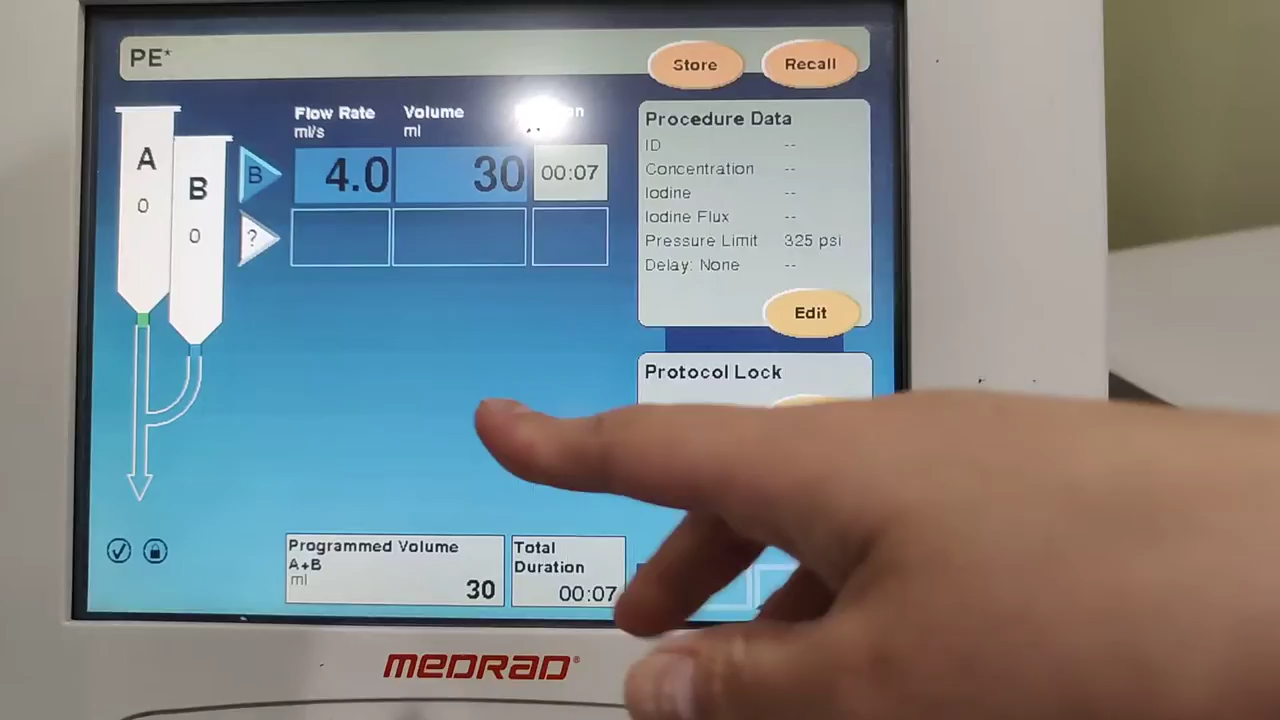 PE*
Store
Recall
Flow Rate
ml/s
Volume
ml
A
0
B
0
B
4.0
30
00:07
?
Procedure Data
ID --
Concentration --
Iodine --
Iodine Flux --
Pressure Limit 325 psi
Delay: None --
Edit
Protocol Lock
Programmed Volume
A+B
ml
30
Total
Duration
00:07
MEDRAD®